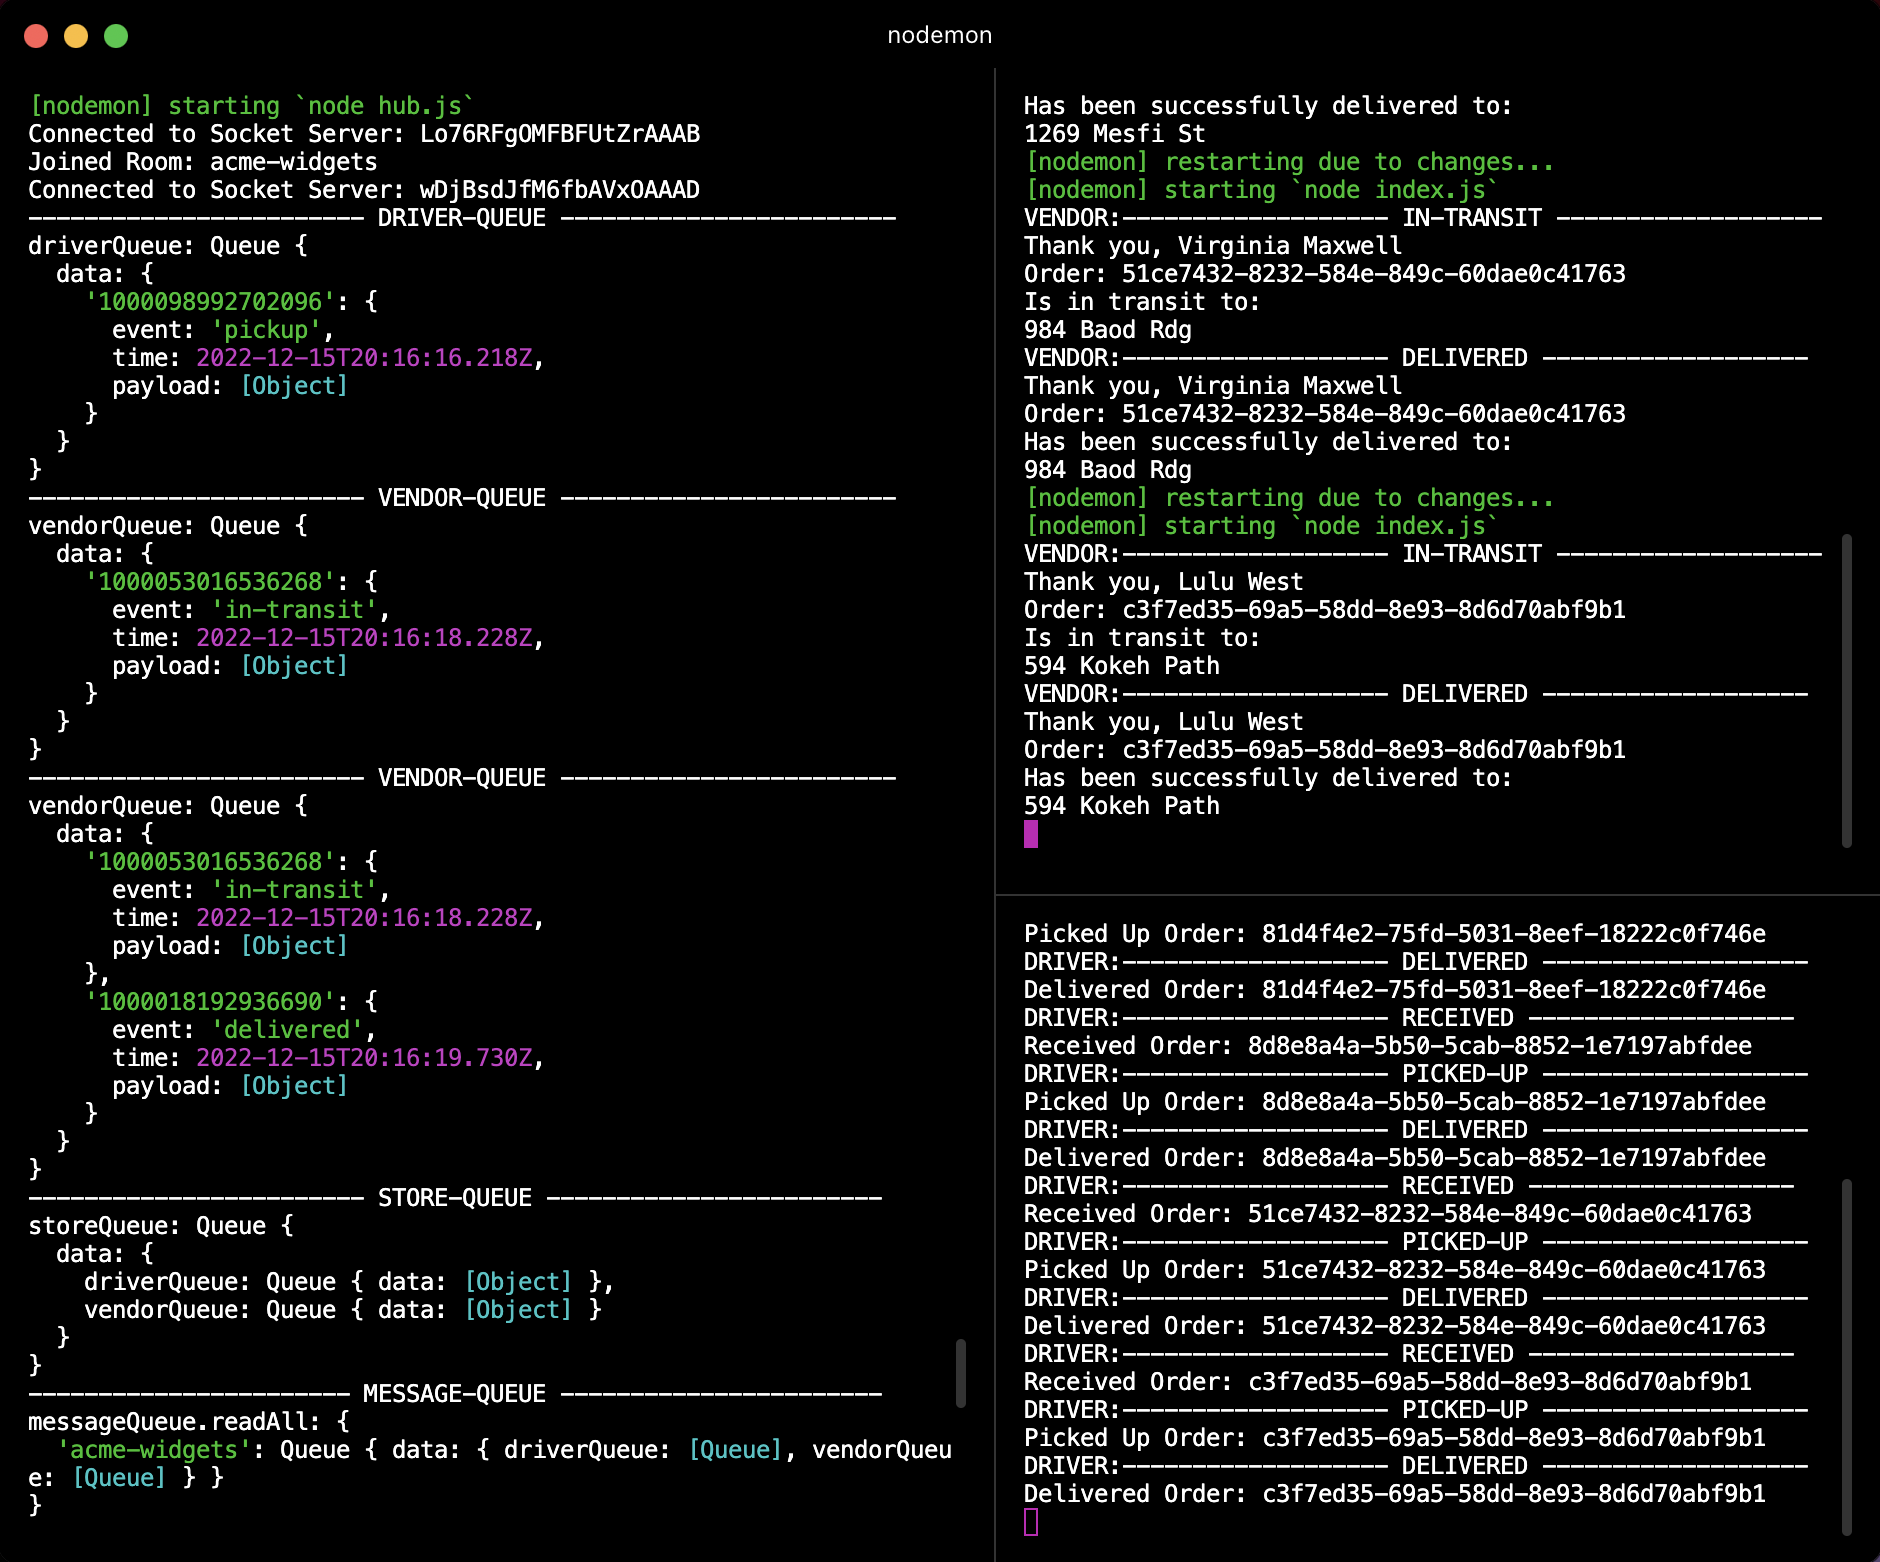 nodemon
[nodemon] starting `node hub.js`
Connected to Socket Server: Lo76RFgOMFBFUtZrAAAB
Joined Room: acme-widgets
Connected to Socket Server: wDjBsdJfM6fbAVxOAAAD
------------------------ DRIVER-QUEUE ------------------------
driverQueue: Queue {
  data: {
    '1000098992702096': {
      event: 'pickup',
      time: 2022-12-15T20:16:16.218Z,
      payload: [Object]
    }
  }
}
------------------------ VENDOR-QUEUE ------------------------
vendorQueue: Queue {
  data: {
    '1000053016536268': {
      event: 'in-transit',
      time: 2022-12-15T20:16:18.228Z,
      payload: [Object]
    }
  }
}
------------------------ VENDOR-QUEUE ------------------------
vendorQueue: Queue {
  data: {
    '1000053016536268': {
      event: 'in-transit',
      time: 2022-12-15T20:16:18.228Z,
      payload: [Object]
    },
    '1000018192936690': {
      event: 'delivered',
      time: 2022-12-15T20:16:19.730Z,
      payload: [Object]
    }
  }
}
------------------------ STORE-QUEUE ------------------------
storeQueue: Queue {
  data: {
    driverQueue: Queue { data: [Object] },
    vendorQueue: Queue { data: [Object] }
  }
}
----------------------- MESSAGE-QUEUE -----------------------
messageQueue.readAll: {
  'acme-widgets': Queue { data: { driverQueue: [Queue], vendorQueu
e: [Queue] } }
}
Has been successfully delivered to:
1269 Mesfi St
[nodemon] restarting due to changes...
[nodemon] starting `node index.js`
VENDOR:------------------- IN-TRANSIT -------------------
Thank you, Virginia Maxwell
Order: 51ce7432-8232-584e-849c-60dae0c41763
Is in transit to:
984 Baod Rdg
VENDOR:------------------- DELIVERED -------------------
Thank you, Virginia Maxwell
Order: 51ce7432-8232-584e-849c-60dae0c41763
Has been successfully delivered to:
984 Baod Rdg
[nodemon] restarting due to changes...
[nodemon] starting `node index.js`
VENDOR:------------------- IN-TRANSIT -------------------
Thank you, Lulu West
Order: c3f7ed35-69a5-58dd-8e93-8d6d70abf9b1
Is in transit to:
594 Kokeh Path
VENDOR:------------------- DELIVERED -------------------
Thank you, Lulu West
Order: c3f7ed35-69a5-58dd-8e93-8d6d70abf9b1
Has been successfully delivered to:
594 Kokeh Path
Picked Up Order: 81d4f4e2-75fd-5031-8eef-18222c0f746e
DRIVER:------------------- DELIVERED -------------------
Delivered Order: 81d4f4e2-75fd-5031-8eef-18222c0f746e
DRIVER:------------------- RECEIVED -------------------
Received Order: 8d8e8a4a-5b50-5cab-8852-1e7197abfdee
DRIVER:------------------- PICKED-UP -------------------
Picked Up Order: 8d8e8a4a-5b50-5cab-8852-1e7197abfdee
DRIVER:------------------- DELIVERED -------------------
Delivered Order: 8d8e8a4a-5b50-5cab-8852-1e7197abfdee
DRIVER:------------------- RECEIVED -------------------
Received Order: 51ce7432-8232-584e-849c-60dae0c41763
DRIVER:------------------- PICKED-UP -------------------
Picked Up Order: 51ce7432-8232-584e-849c-60dae0c41763
DRIVER:------------------- DELIVERED -------------------
Delivered Order: 51ce7432-8232-584e-849c-60dae0c41763
DRIVER:------------------- RECEIVED -------------------
Received Order: c3f7ed35-69a5-58dd-8e93-8d6d70abf9b1
DRIVER:------------------- PICKED-UP -------------------
Picked Up Order: c3f7ed35-69a5-58dd-8e93-8d6d70abf9b1
DRIVER:------------------- DELIVERED -------------------
Delivered Order: c3f7ed35-69a5-58dd-8e93-8d6d70abf9b1